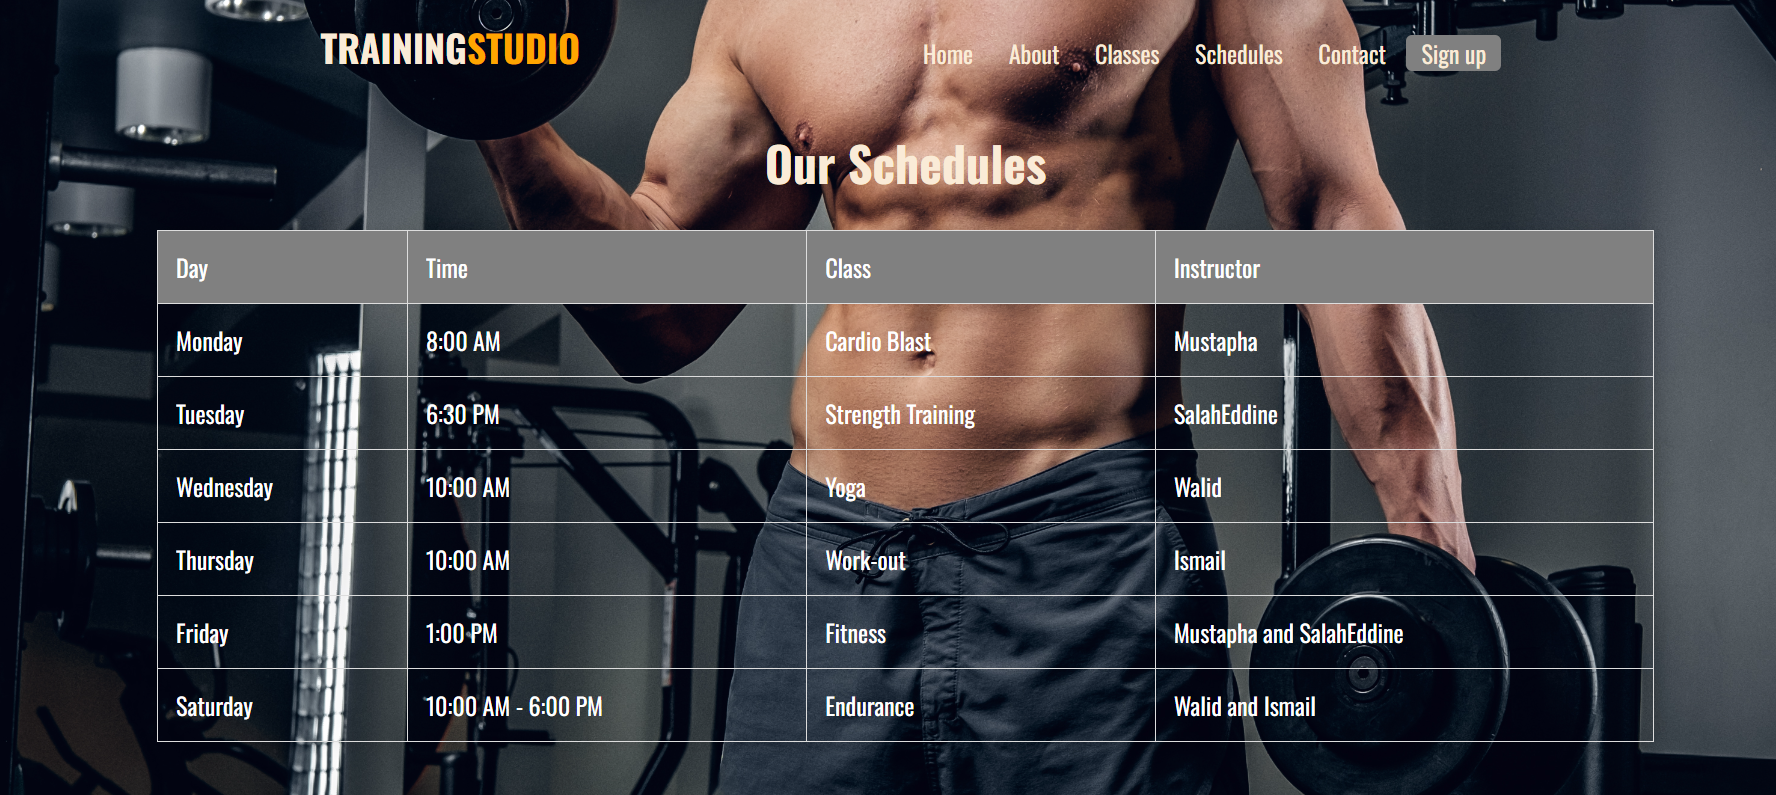 TRAININGSTUDIO
Home About Classes Schedules Contact Sign up
Our Schedules
Day Time Class Instructor
Monday 8:00 AM Cardio Blast Mustapha
Tuesday 6:30 PM Strength Training SalahEddine
Wednesday 10:00 AM Yoga Walid
Thursday 10:00 AM Work-out Ismail
Friday 1:00 PM Fitness Mustapha and SalahEddine
Saturday 10:00 AM - 6:00 PM Endurance Walid and Ismail